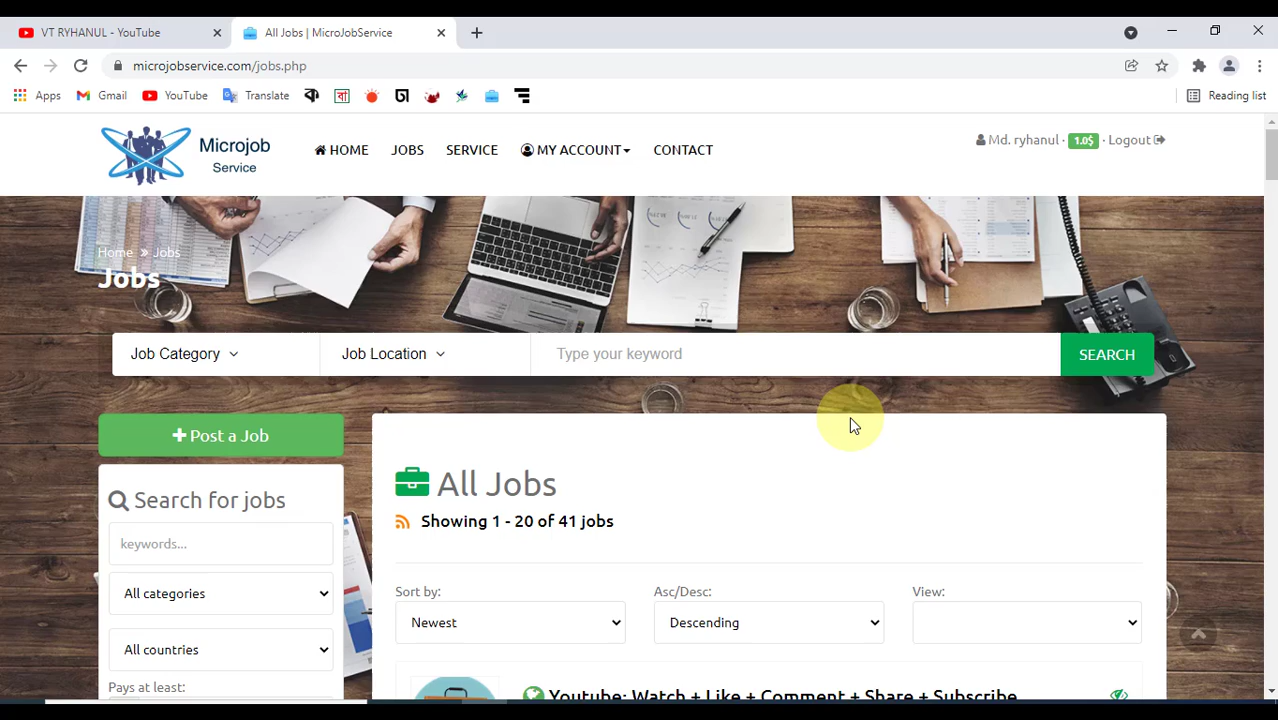 VT RYHANUL - YouTube
All Jobs | MicroJobService
microjobservice.com/jobs.php
Apps
Gmail
YouTube
Translate
Reading list
Microjob
Service
HOME
JOBS
SERVICE
MY ACCOUNT
CONTACT
Md. ryhanul · 1.0$ · Logout
Home » Jobs
Jobs
Job Category
Job Location
Type your keyword
SEARCH
Post a Job
Search for jobs
keywords...
All categories
All countries
Pays at least:
All Jobs
Showing 1 - 20 of 41 jobs
Sort by:
Asc/Desc:
View:
Newest
Descending
Youtube: Watch + Like + Comment + Share + Subscribe